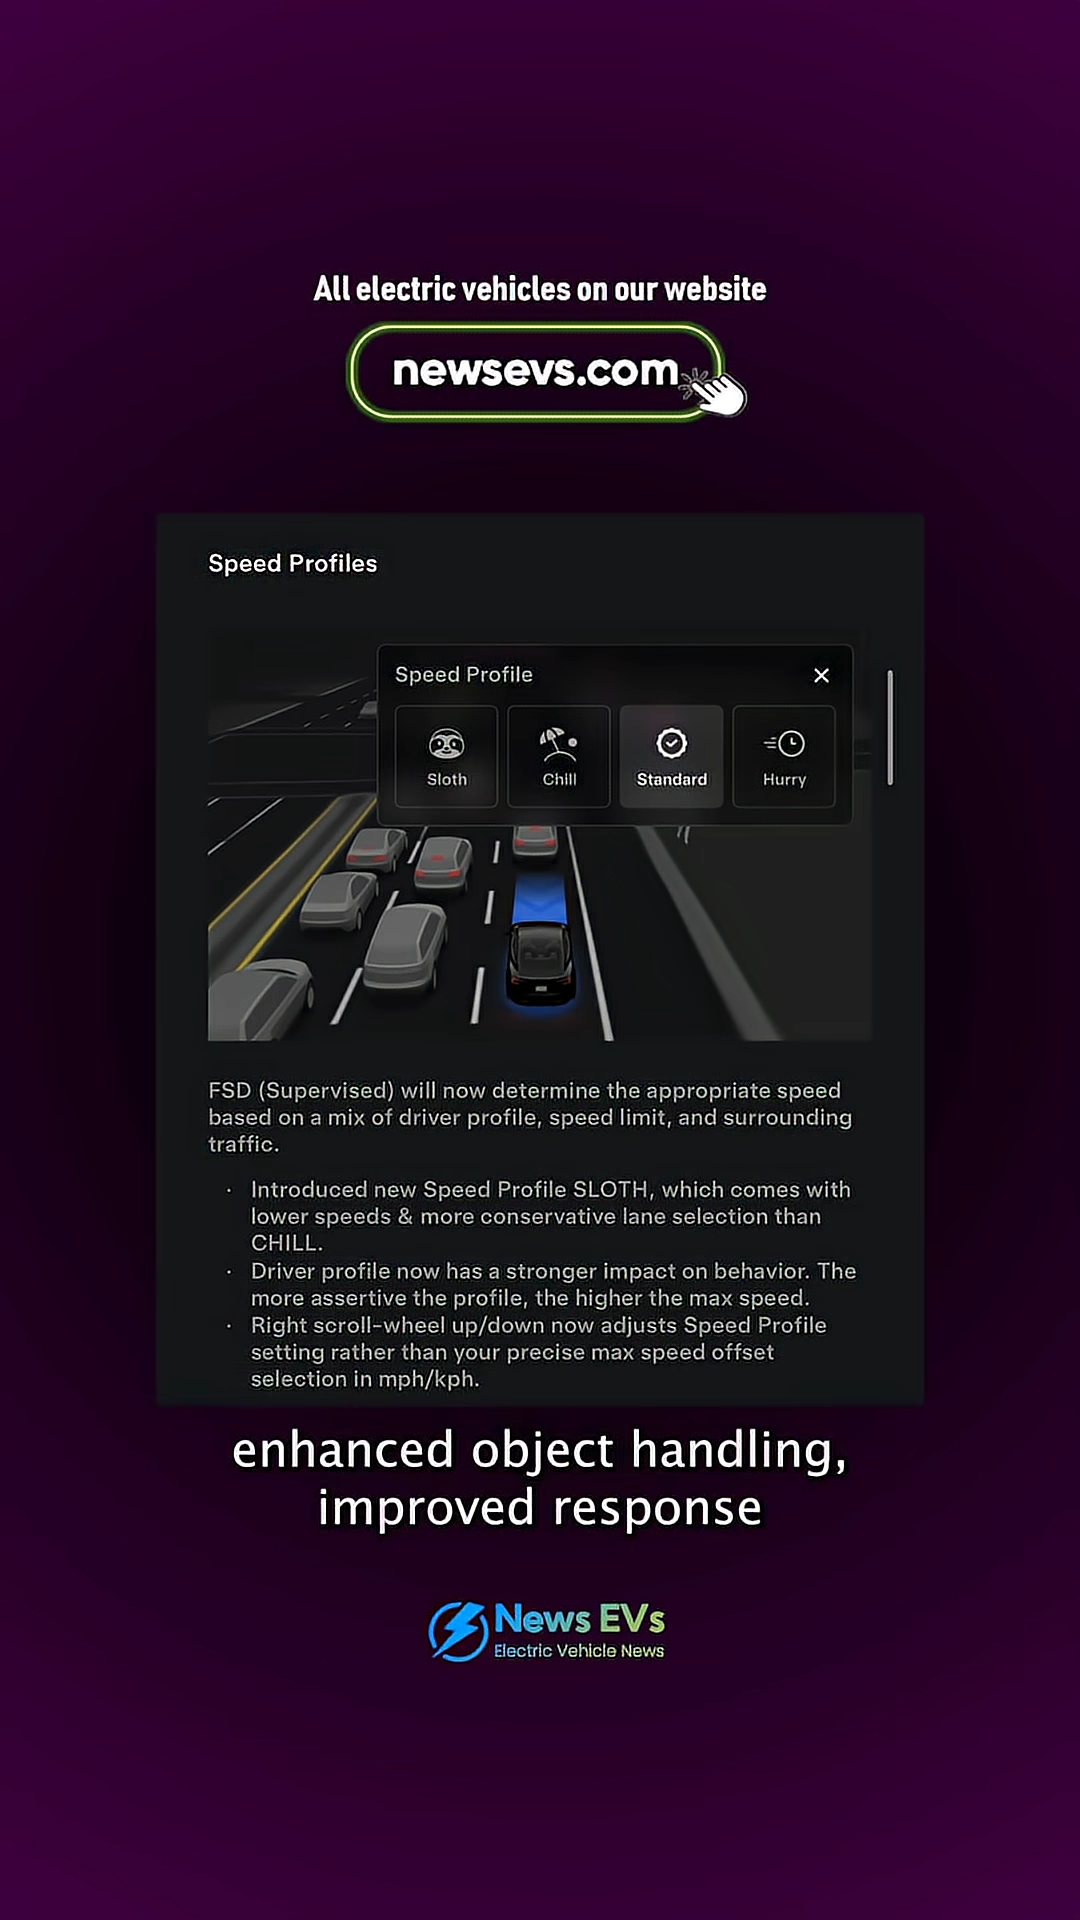 All electric vehicles on our website
newsevs.com
Speed Profiles
Speed Profile
Sloth
Chill
Standard
Hurry
FSD (Supervised) will now determine the appropriate speed
based on a mix of driver profile, speed limit, and surrounding
traffic.
· Introduced new Speed Profile SLOTH, which comes with
lower speeds & more conservative lane selection than
CHILL.
· Driver profile now has a stronger impact on behavior. The
more assertive the profile, the higher the max speed.
· Right scroll-wheel up/down now adjusts Speed Profile
setting rather than your precise max speed offset
selection in mph/kph.
enhanced object handling,
improved response
News EVs
Electric Vehicle News